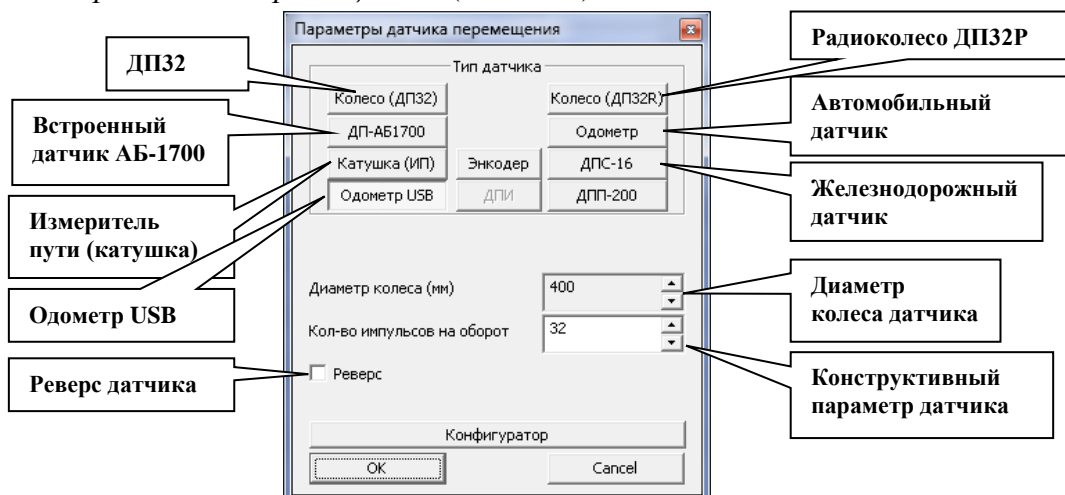 Параметры датчика перемещения
Тип датчика
Колесо (ДП32)
Колесо (ДП32R)
ДП-АБ1700
Одометр
Катушка (ИП)
Энкодер
ДПС-16
Одометр USB
ДПИ
ДПП-200
Диаметр колеса (мм)
400
Кол-во импульсов на оборот
32
Реверс
Конфигуратор
OK
Cancel
ДП32
Встроенный
датчик АБ-1700
Измеритель
пути (катушка)
Одометр USB
Реверс датчика
Радиоколесо ДП32Р
Автомобильный
датчик
Железнодорожный
датчик
Диаметр
колеса датчика
Конструктивный
параметр датчика